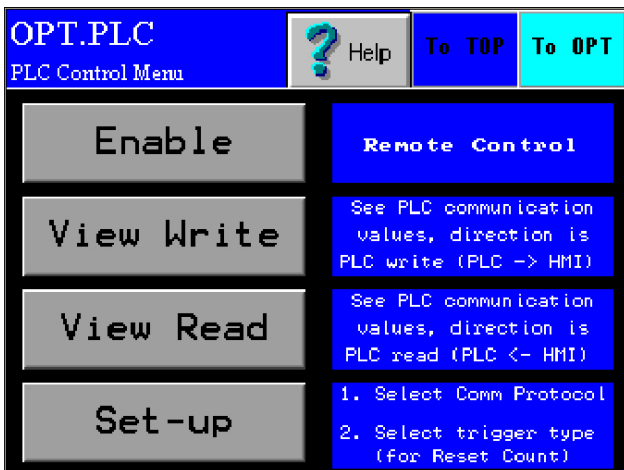 OPT.PLC
PLC Control Menu
Help
To TOP
To OPT
Enable
Remote Control
View Write
See PLC communication
values, direction is
PLC write (PLC -> HMI)
View Read
See PLC communication
values, direction is
PLC read (PLC <- HMI)
Set-up
1. Select Comm Protocol
2. Select trigger type
(for Reset Count)